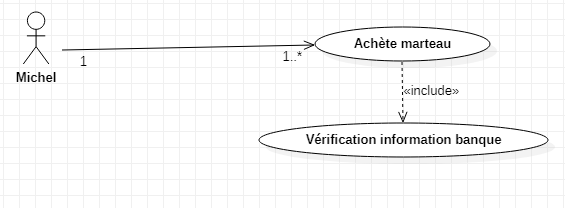 Achète marteau
1
1..*
Michel
«include»
Vérification information banque